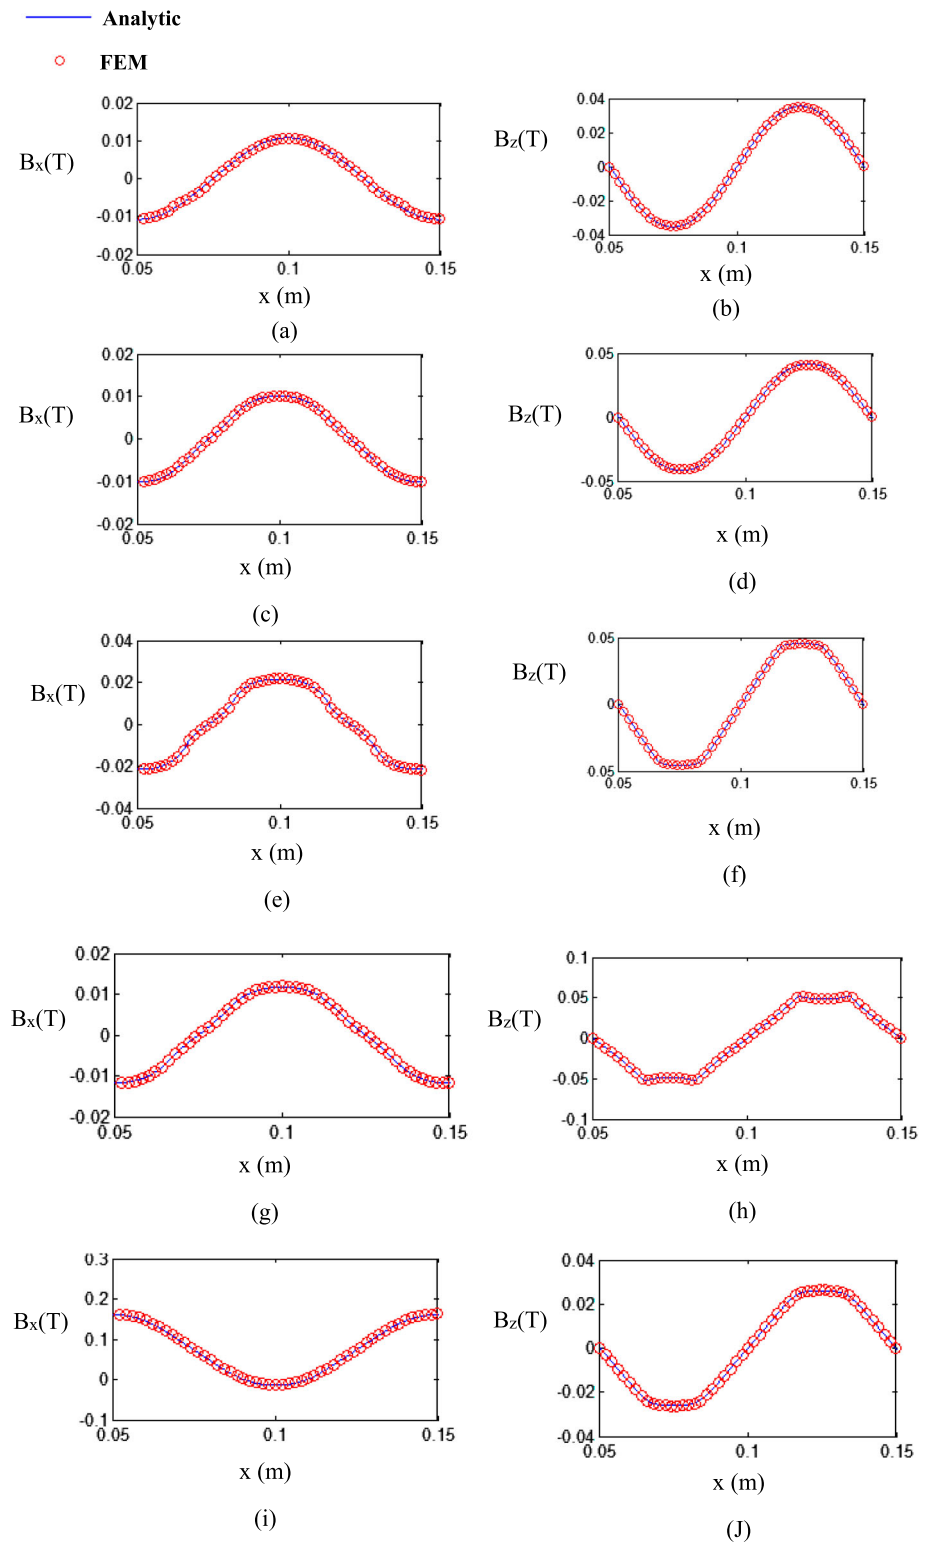 Analytic
FEM
0.02
0.01
0
-0.01
-0.02
0.05 0.1 0.15
Bx(T)
x (m)
(a)
0.04
0.02
0
-0.02
-0.04
0.05 0.1 0.15
Bz(T)
x (m)
(b)
0.02
0.01
0
-0.01
-0.02
0.05 0.1 0.15
Bx(T)
x (m)
(c)
0.05
0
-0.05
0.05 0.1 0.15
Bz(T)
x (m)
(d)
0.04
0.02
0
-0.02
-0.04
0.05 0.1 0.15
Bx(T)
x (m)
(e)
0.05
0
0.05
0.05 0.1 0.15
Bz(T)
x (m)
(f)
0.02
0.01
0
-0.01
-0.02
0.05 0.1 0.15
Bx(T)
x (m)
(g)
0.1
0.05
0
-0.05
-0.1
0.05 0.1 0.15
Bz(T)
x (m)
(h)
0.3
0.2
0.1
0
-0.1
0.05 0.1 0.15
Bx(T)
x (m)
(i)
0.04
0.02
0
-0.02
-0.04
0.05 0.1 0.15
Bz(T)
x (m)
(J)